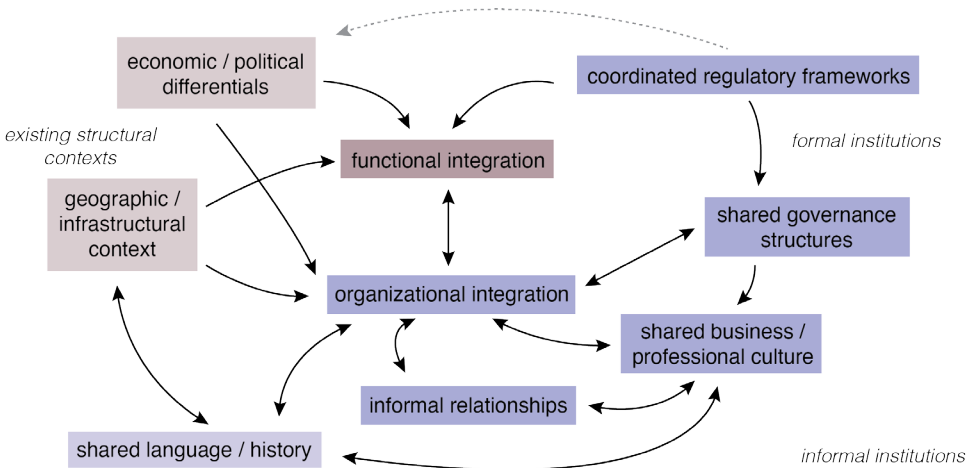 economic / political
differentials
coordinated regulatory frameworks
existing structural
contexts
formal institutions
functional integration
geographic /
infrastructural
context
shared governance
structures
organizational integration
shared business /
professional culture
informal relationships
shared language / history
informal institutions